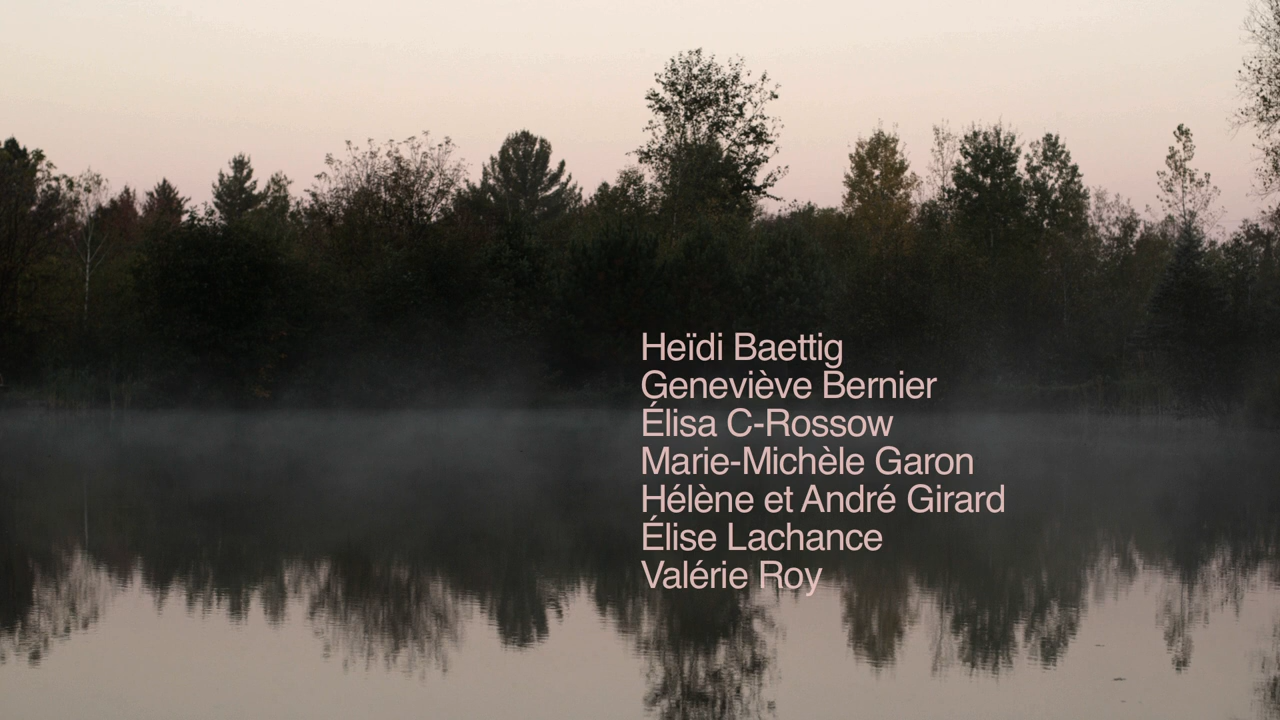 Heïdi Baettig
Geneviève Bernier
Élisa C-Rossow
Marie-Michèle Garon
Hélène et André Girard
Élise Lachance
Valérie Roy